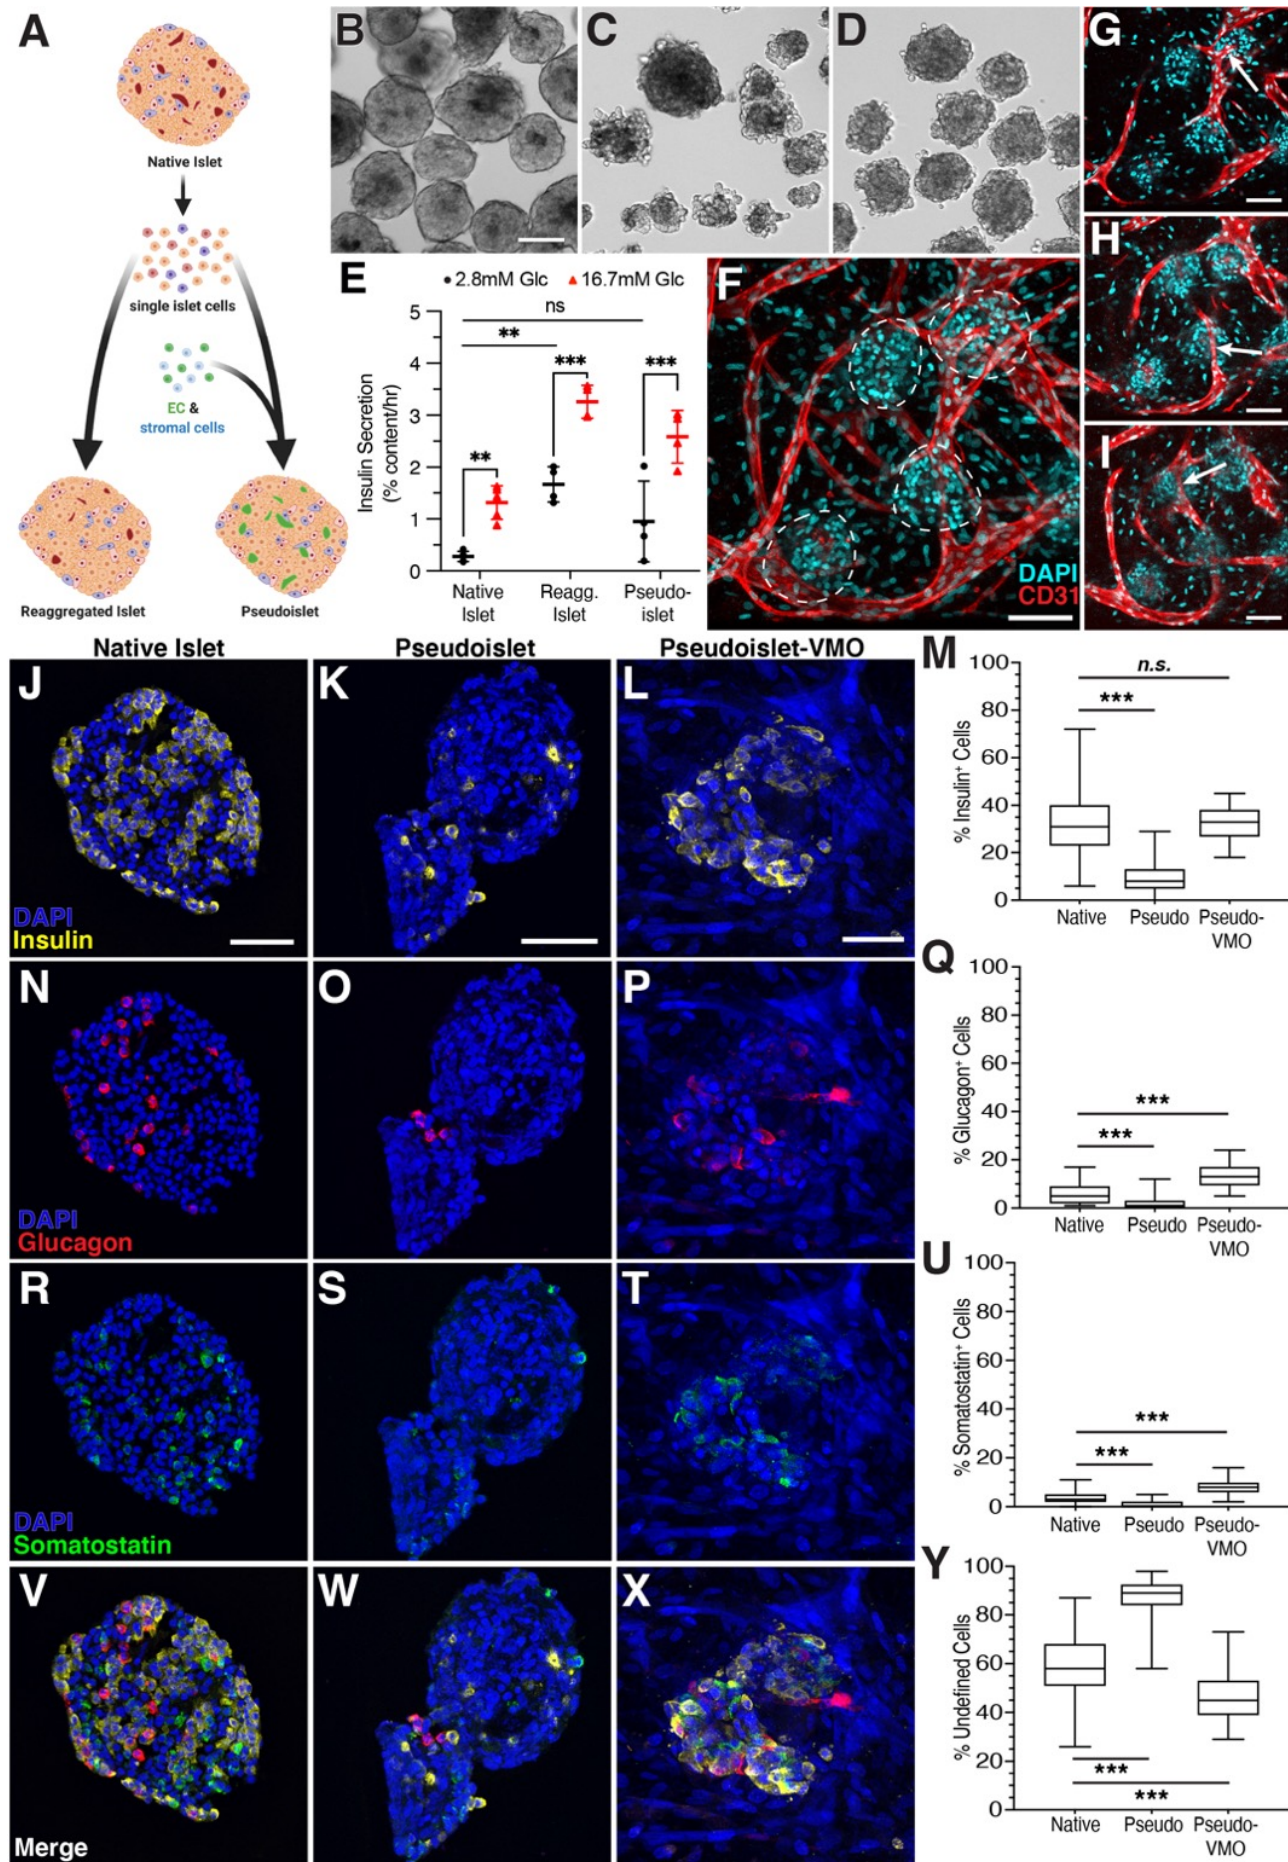 A
Native Islet
single islet cells
EC &
stromal cells
Reaggregated Islet
Pseudoislet
B
C
D
E
2.8mM Glc
16.7mM Glc
ns
**
***
***
**
Insulin Secretion
(% content/hr)
5
4
3
2
1
0
Native
Islet
Reagg.
Islet
Pseudo-
islet
F
DAPI
CD31
G
H
I
Native Islet
Pseudoislet
Pseudoislet-VMO
J
DAPI
Insulin
K
L
M
n.s.
***
% Insulin⁺ Cells
100
80
60
40
20
0
Native
Pseudo
Pseudo-
VMO
N
DAPI
Glucagon
O
P
Q
***
***
% Glucagon⁺ Cells
100
80
60
40
20
0
Native
Pseudo
Pseudo-
VMO
R
DAPI
Somatostatin
S
T
U
***
***
% Somatostatin⁺ Cells
100
80
60
40
20
0
Native
Pseudo
Pseudo-
VMO
V
Merge
W
X
Y
% Undefined Cells
100
80
60
40
20
0
***
***
Native
Pseudo
Pseudo-
VMO